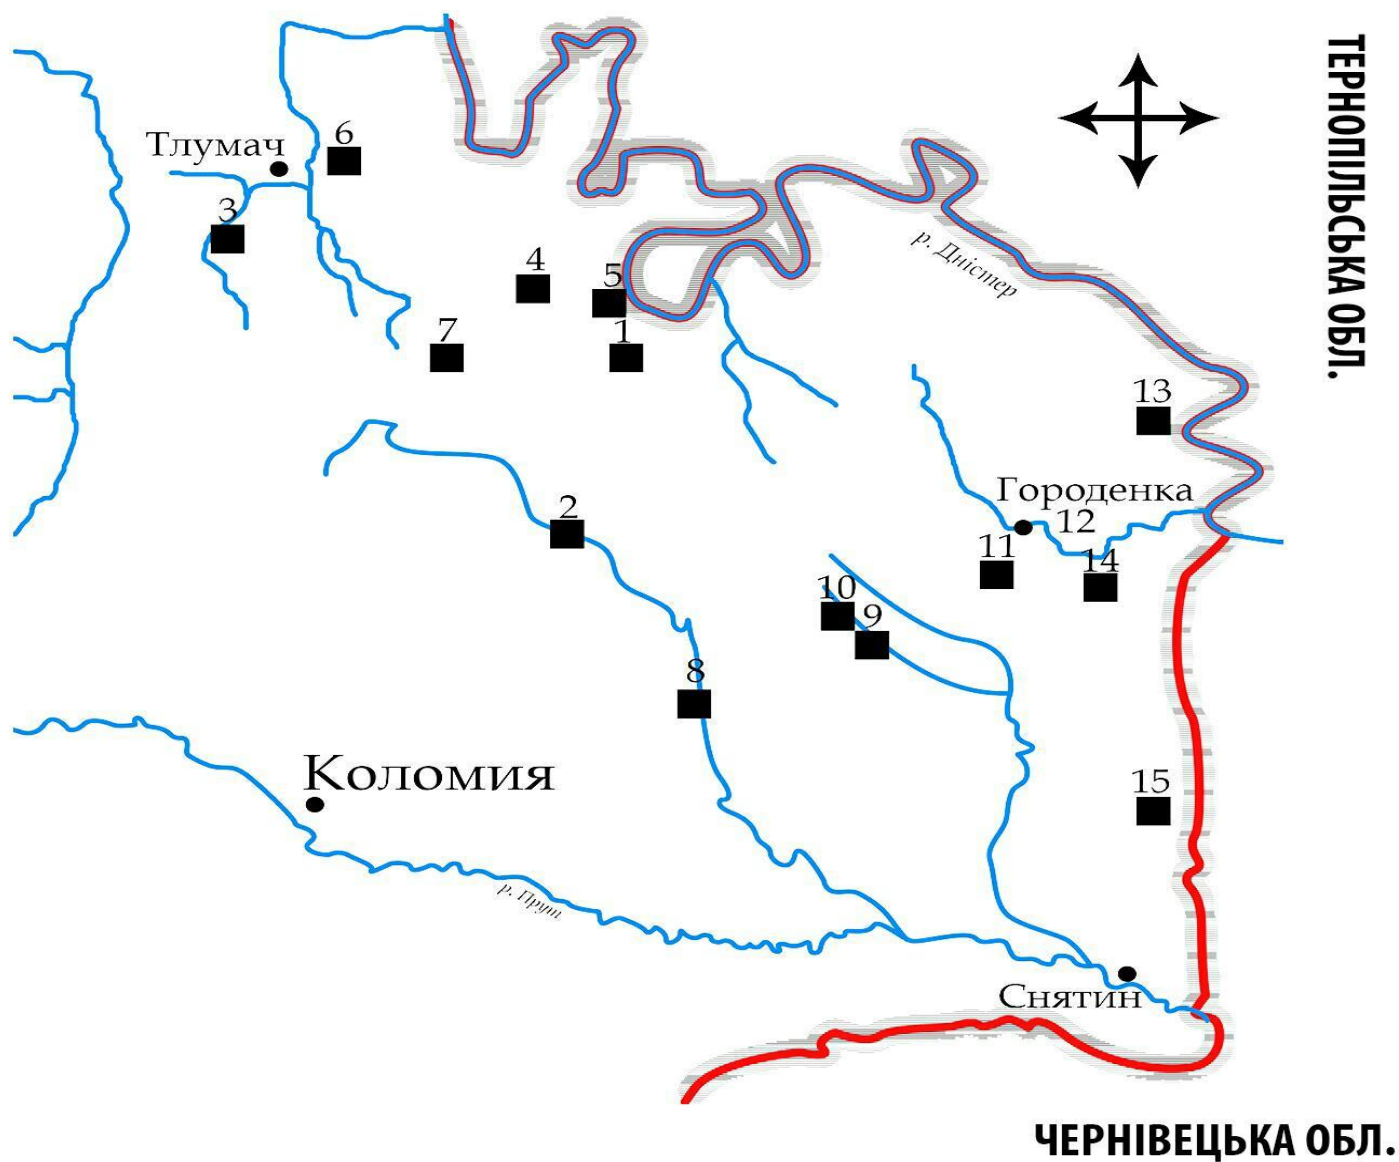 ТЕРНОПІЛЬСЬКА ОБЛ.
6
Тлумач
3
р. Дністер
4
5
7
1
13
Городенка
2
12
11
14
10
9
8
Коломия
15
р. Прут
Снятин
ЧЕРНІВЕЦЬКА ОБЛ.